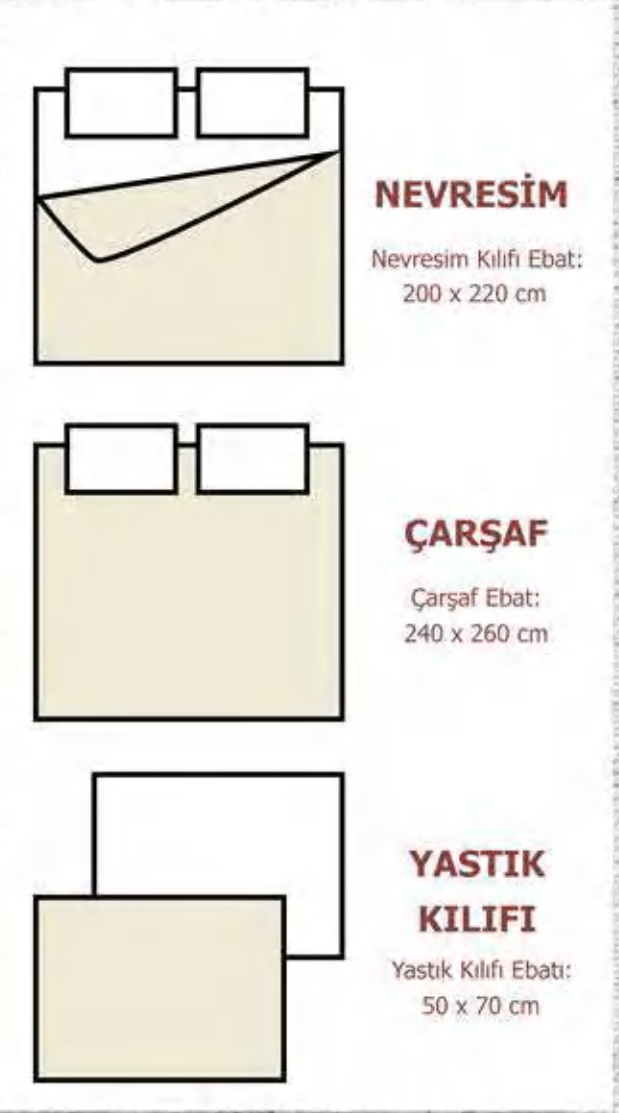 NEVRESİM
Nevresim Kılıfı Ebat:
200 x 220 cm
ÇARŞAF
Çarşaf Ebat:
240 x 260 cm
YASTIK
KILIFI
Yastık Kılıfı Ebatı:
50 x 70 cm